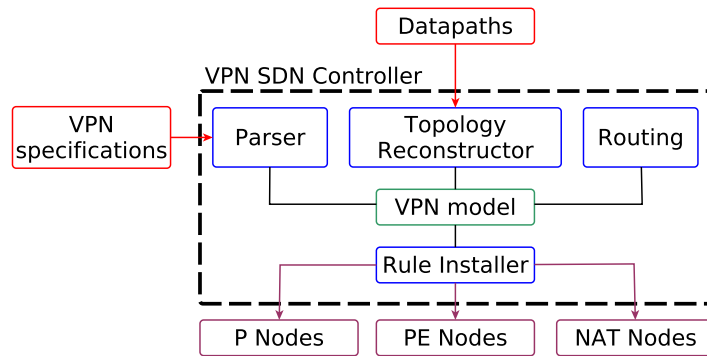 Datapaths
VPN SDN Controller
VPN
specifications
Parser
Topology
Reconstructor
Routing
VPN model
Rule Installer
P Nodes
PE Nodes
NAT Nodes